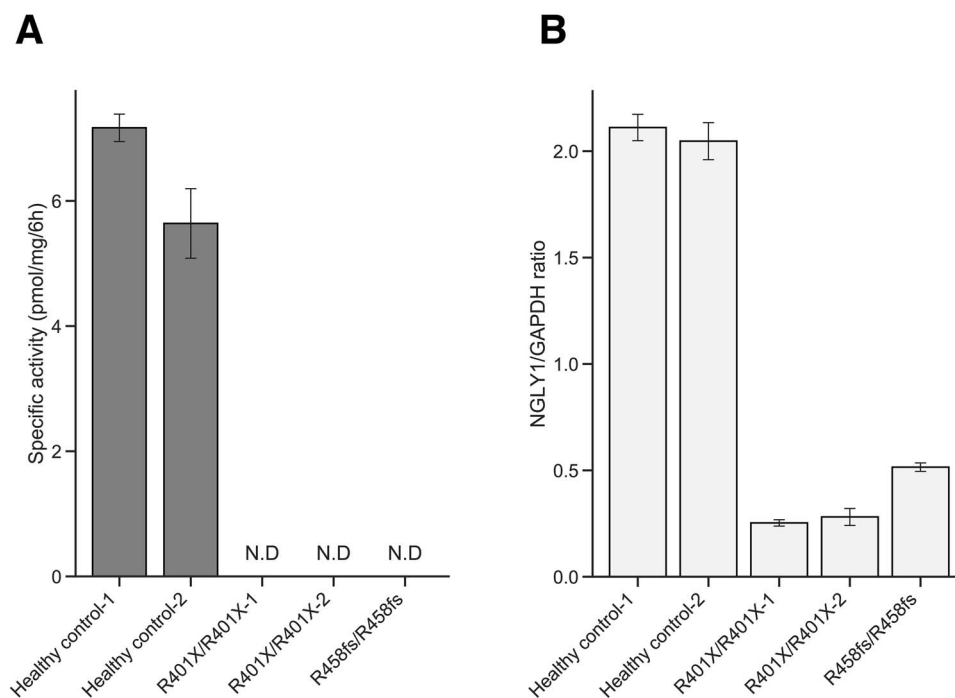 A
Specific activity (pmol/mg/6h)
6
4
2
0
N.D
N.D
N.D
Healthy control-1
Healthy control-2
R401X/R401X-1
R401X/R401X-2
R458fs/R458fs
B
NGLY1/GAPDH ratio
2.0
1.5
1.0
0.5
0.0
Healthy control-1
Healthy control-2
R401X/R401X-1
R401X/R401X-2
R458fs/R458fs